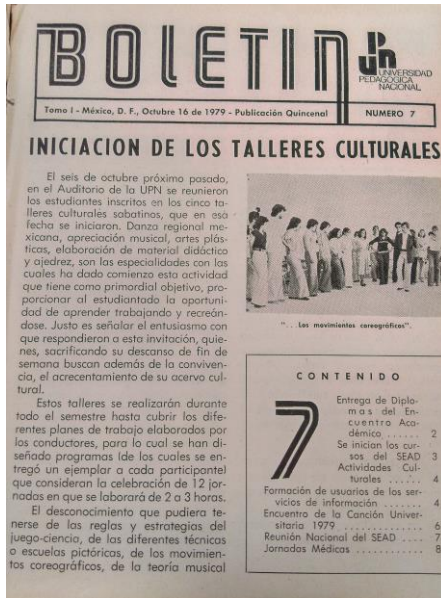 BOLETIN
UNIVERSIDAD
PEDAGOGICA
NACIONAL
Tomo I - México, D. F., Octubre 16 de 1979 - Publicación Quincenal
NUMERO 7
INICIACION DE LOS TALLERES CULTURALES
El seis de octubre próximo pasado,
en el Auditorio de la UPN se reunieron
los estudiantes inscritos en los cinco ta-
lleres culturales sabatinos, que en esa
fecha se iniciaron. Danza regional me-
xicana, apreciación musical, artes plás-
ticas, elaboración de material didáctico
y ajedrez, son las especialidades con las
cuales ha dado comienzo esta actividad
que tiene como primordial objetivo, pro-
porcionar al estudiantado la oportuni-
dad de aprender trabajando y recreán-
dose. Justo es señalar el entusiasmo con
que respondieron a esta invitación, quie-
nes, sacrificando su descanso de fin de
semana buscan además de la conviven-
cia, el acrecentamiento de su acervo cul-
tural.
Estos talleres se realizarán durante
todo el semestre hasta cubrir los dife-
rentes planes de trabajo elaborados por
los conductores, para lo cual se han di-
señado programas (de los cuales se en-
tregó un ejemplar a cada participante)
que consideran la celebración de 12 jor-
nadas en que se laborará de 2 a 3 horas.
El desconocimiento que pudiera te-
nerse de las reglas y estrategias del
juego-ciencia, de las diferentes técnicas
o escuelas pictóricas, de los movimien-
tos coreográficos, de la teoría musical
"...Los movimientos coreográficos".
CONTENIDO
7
Entrega de Diplo-
mas del En-
cuentro Aca-
démico ...... 2
Se inician los cur-
sos del SEAD 3
Actividades Cul-
turales ...... 4
Formación de usuarios de los ser-
vicios de información .... 4
Encuentro de la Canción Univer-
sitaria 1979 .............. 6
Reunión Nacional del SEAD .... 7
Jornadas Médicas ............ 8